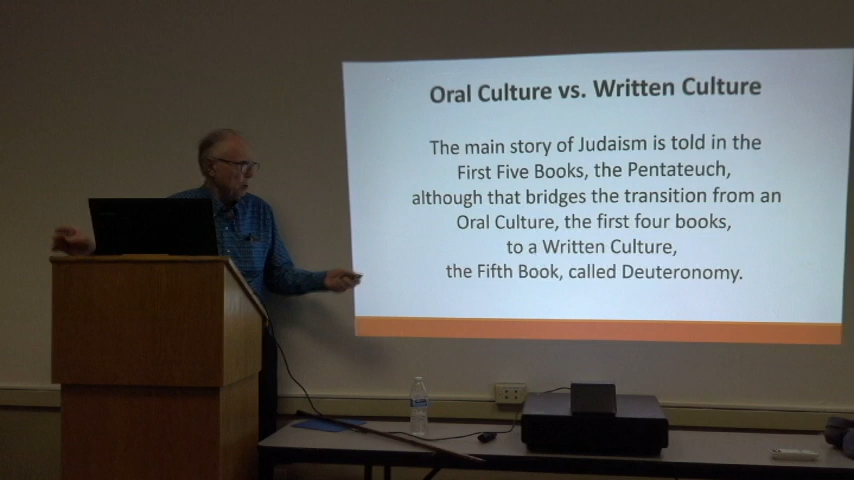 Oral Culture vs. Written Culture
The main story of Judaism is told in the
First Five Books, the Pentateuch,
although that bridges the transition from an
Oral Culture, the first four books,
to a Written Culture,
the Fifth Book, called Deuteronomy.